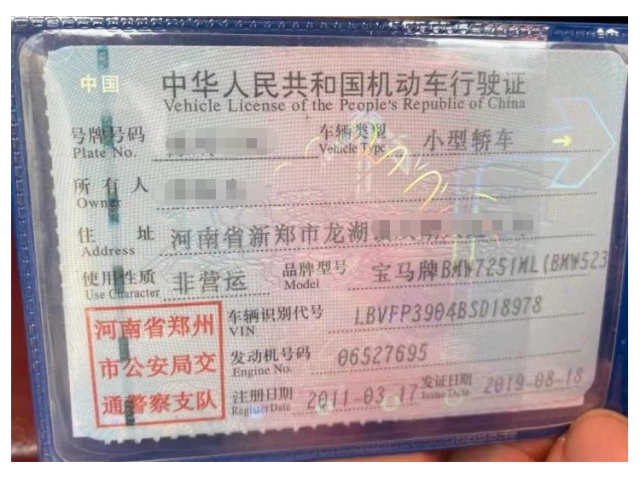 中国
中华人民共和国机动车行驶证
Vehicle License of the People's Republic of China
号牌号码 车辆类型 小型轿车
Plate No. Vehicle Type
所有人
Owner
住址 河南省新郑市龙湖
Address
使用性质 非营运 品牌型号 宝马牌BMW7251ML(BMW523
Use Character Model
河南省郑州
市公安局交
通警察支队
车辆识别代号 LBVFP3904BSD18978
VIN
发动机号码 06527695
Engine No.
注册日期 2011-03-17 发证日期 2019-08-18
Register Date Issue Date